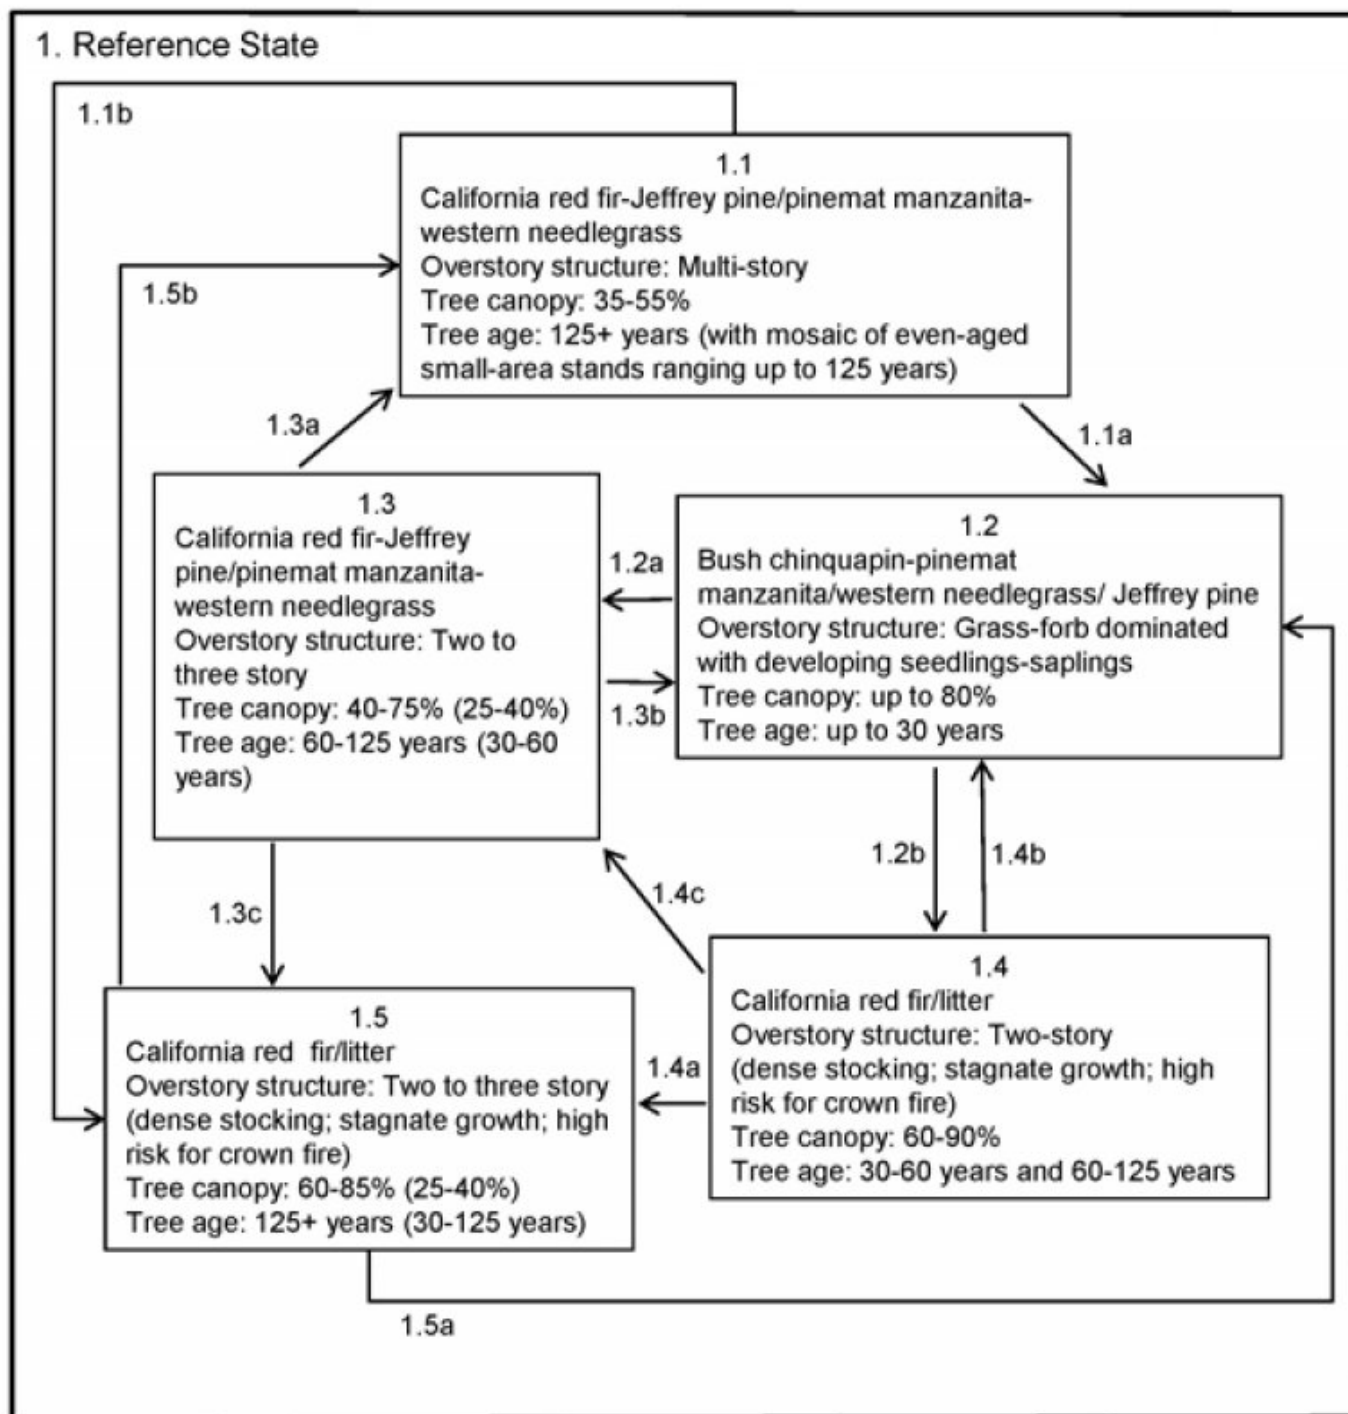 1. Reference State
1.1b
1.1
California red fir-Jeffrey pine/pinemat manzanita-
western needlegrass
Overstory structure: Multi-story
Tree canopy: 35-55%
Tree age: 125+ years (with mosaic of even-aged
small-area stands ranging up to 125 years)
1.5b
1.3a
1.1a
1.3
California red fir-Jeffrey
pine/pinemat manzanita-
western needlegrass
Overstory structure: Two to
three story
Tree canopy: 40-75% (25-40%)
Tree age: 60-125 years (30-60
years)
1.2a
1.3b
1.2
Bush chinquapin-pinemat
manzanita/western needlegrass/ Jeffrey pine
Overstory structure: Grass-forb dominated
with developing seedlings-saplings
Tree canopy: up to 80%
Tree age: up to 30 years
1.2b
1.4b
1.4c
1.3c
1.5
California red  fir/litter
Overstory structure: Two to three story
(dense stocking; stagnate growth; high
risk for crown fire)
Tree canopy: 60-85% (25-40%)
Tree age: 125+ years (30-125 years)
1.4a
1.4
California red fir/litter
Overstory structure: Two-story
(dense stocking; stagnate growth; high
risk for crown fire)
Tree canopy: 60-90%
Tree age: 30-60 years and 60-125 years
1.5a